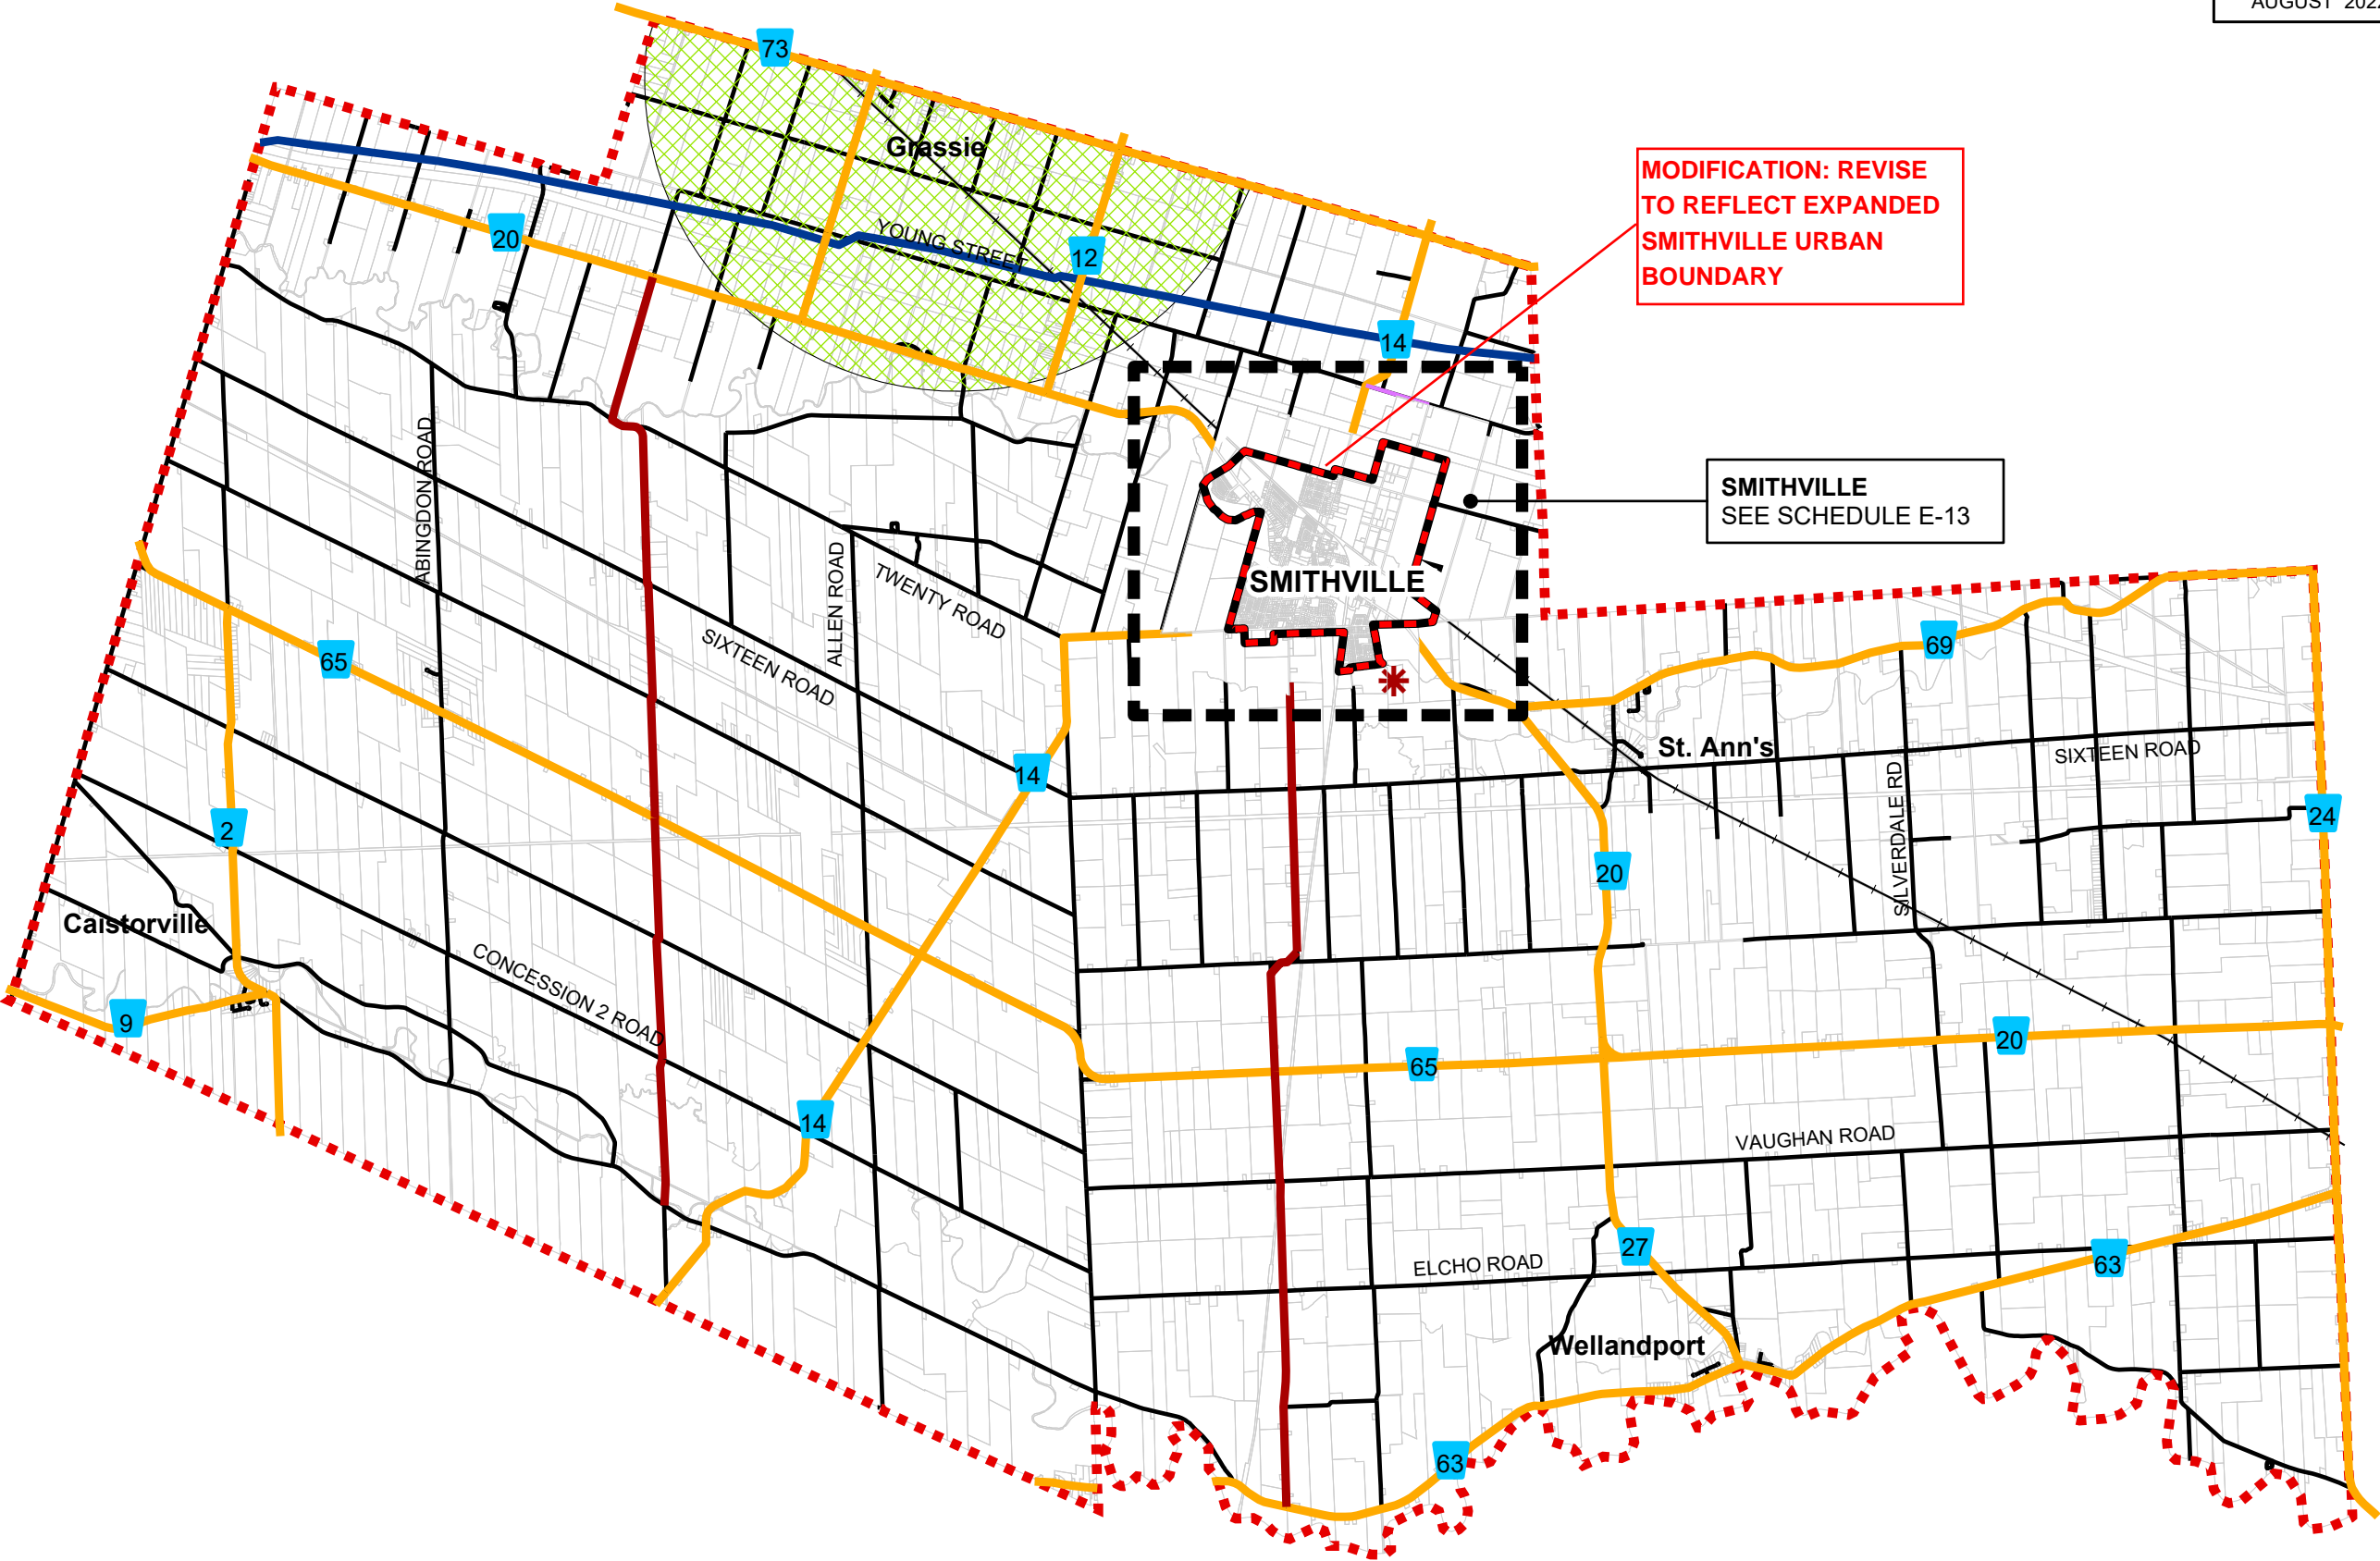 AUGUST 2022
73
Grassie
MODIFICATION: REVISE
TO REFLECT EXPANDED
SMITHVILLE URBAN
BOUNDARY
20
YOUNG STREET
12
14
SMITHVILLE
SEE SCHEDULE E-13
ABINGDON ROAD
ALLEN ROAD
TWENTY ROAD
SMITHVILLE
65
SIXTEEN ROAD
69
14
St. Ann's
SIXTEEN ROAD
SILVERDALE RD
24
2
20
Caistorville
CONCESSION 2 ROAD
9
65
20
14
VAUGHAN ROAD
27
ELCHO ROAD
63
Wellandport
63